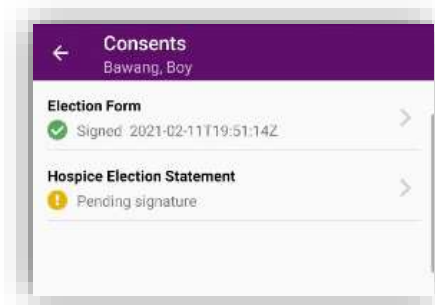 Consents
Bawang, Boy
Election Form
Signed 2021-02-11T19:51:14Z
Hospice Election Statement
Pending signature